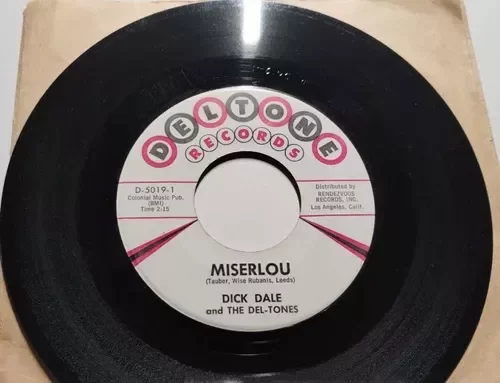 DELTONE
RECORDS
D-5019-1
Colonial Music Pub.
(BMI)
Time 2:15
Distributed by
RENDEZVOUS
RECORDS, INC.
Los Angeles, Calif.
MISERLOU
(Tauber, Wise Rubanis, Leeds)
DICK DALE
and THE DEL-TONES